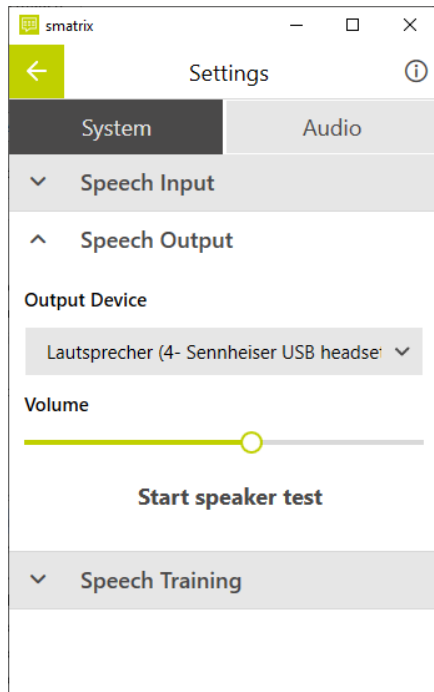 smatrix
Settings
System Audio
Speech Input
Speech Output
Output Device
Lautsprecher (4- Sennheiser USB headset
Volume
Start speaker test
Speech Training